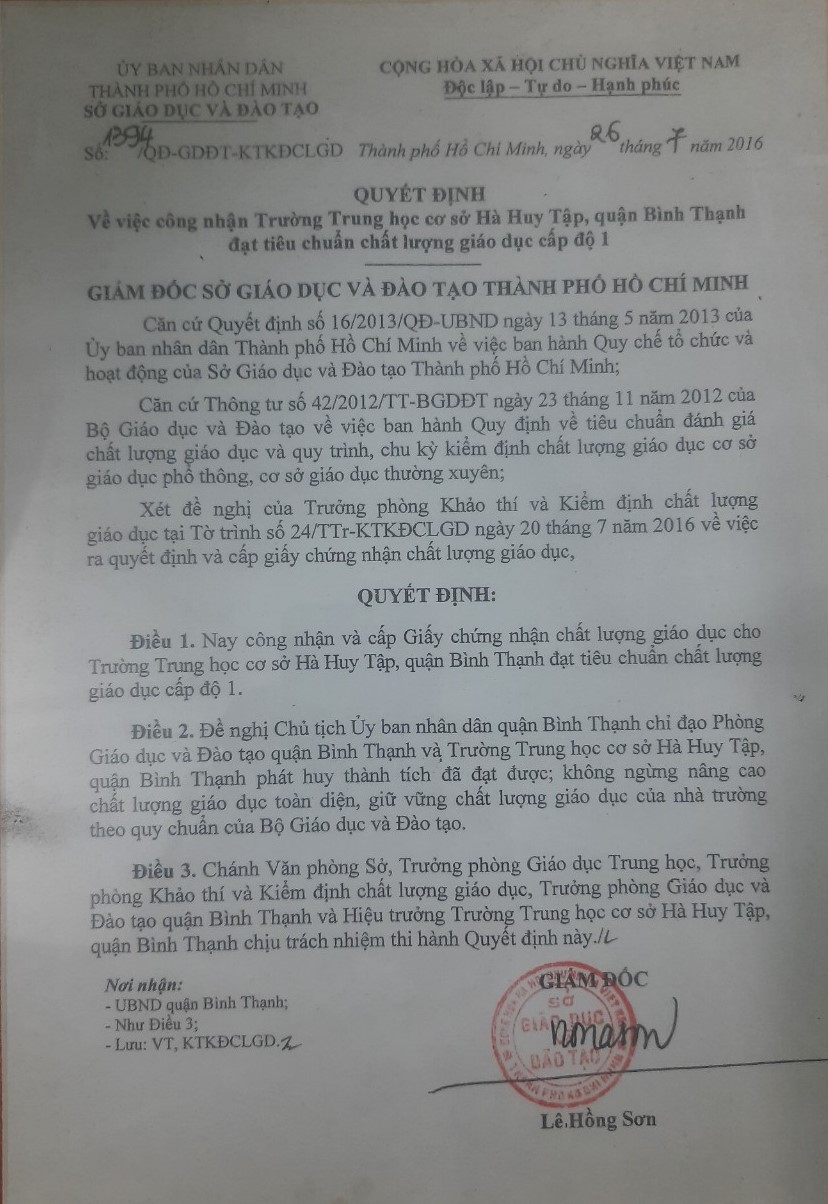 ỦY BAN NHÂN DÂN
THÀNH PHỐ HỒ CHÍ MINH
SỞ GIÁO DỤC VÀ ĐÀO TẠO
CỘNG HÒA XÃ HỘI CHỦ NGHĨA VIỆT NAM
Độc lập – Tự do – Hạnh phúc
Số: 1394/QĐ-GDĐT-KTKĐCLGD
Thành phố Hồ Chí Minh, ngày 26 tháng 7 năm 2016
QUYẾT ĐỊNH
Về việc công nhận Trường Trung học cơ sở Hà Huy Tập, quận Bình Thạnh
đạt tiêu chuẩn chất lượng giáo dục cấp độ 1
GIÁM ĐỐC SỞ GIÁO DỤC VÀ ĐÀO TẠO THÀNH PHỐ HỒ CHÍ MINH
Căn cứ Quyết định số 16/2013/QĐ-UBND ngày 13 tháng 5 năm 2013 của
Ủy ban nhân dân Thành phố Hồ Chí Minh về việc ban hành Quy chế tổ chức và
hoạt động của Sở Giáo dục và Đào tạo Thành phố Hồ Chí Minh;
Căn cứ Thông tư số 42/2012/TT-BGDĐT ngày 23 tháng 11 năm 2012 của
Bộ Giáo dục và Đào tạo về việc ban hành Quy định về tiêu chuẩn đánh giá
chất lượng giáo dục và quy trình, chu kỳ kiểm định chất lượng giáo dục cơ sở
giáo dục phổ thông, cơ sở giáo dục thường xuyên;
Xét đề nghị của Trưởng phòng Khảo thí và Kiểm định chất lượng
giáo dục tại Tờ trình số 24/TTr-KTKĐCLGD ngày 20 tháng 7 năm 2016 về việc
ra quyết định và cấp giấy chứng nhận chất lượng giáo dục,
QUYẾT ĐỊNH:
Điều 1. Nay công nhận và cấp Giấy chứng nhận chất lượng giáo dục cho
Trường Trung học cơ sở Hà Huy Tập, quận Bình Thạnh đạt tiêu chuẩn chất lượng
giáo dục cấp độ 1.
Điều 2. Đề nghị Chủ tịch Ủy ban nhân dân quận Bình Thạnh chỉ đạo Phòng
Giáo dục và Đào tạo quận Bình Thạnh và Trường Trung học cơ sở Hà Huy Tập,
quận Bình Thạnh phát huy thành tích đã đạt được; không ngừng nâng cao
chất lượng giáo dục toàn diện, giữ vững chất lượng giáo dục của nhà trường
theo quy chuẩn của Bộ Giáo dục và Đào tạo.
Điều 3. Chánh Văn phòng Sở, Trưởng phòng Giáo dục Trung học, Trưởng
phòng Khảo thí và Kiểm định chất lượng giáo dục, Trưởng phòng Giáo dục và
Đào tạo quận Bình Thạnh và Hiệu trưởng Trường Trung học cơ sở Hà Huy Tập,
quận Bình Thạnh chịu trách nhiệm thi hành Quyết định này./.
Nơi nhận:
- UBND quận Bình Thạnh;
- Như Điều 3;
- Lưu: VT, KTKĐCLGD.
GIÁM ĐỐC
SỞ
GIÁO DỤC
ĐÀO TẠO
Lê Hồng Sơn